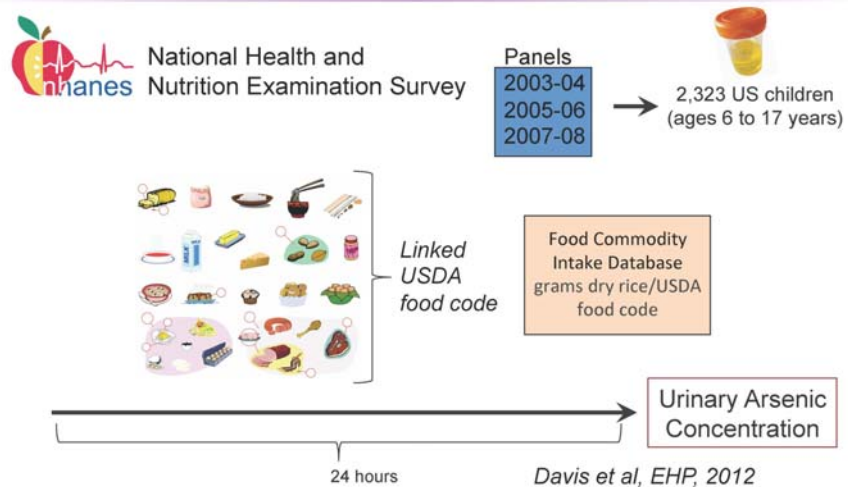 nhanes
National Health and
Nutrition Examination Survey
Panels
2003-04
2005-06
2007-08
2,323 US children
(ages 6 to 17 years)
MILK
Linked
USDA
food code
Food Commodity
Intake Database
grams dry rice/USDA
food code
Urinary Arsenic
Concentration
24 hours
Davis et al, EHP, 2012